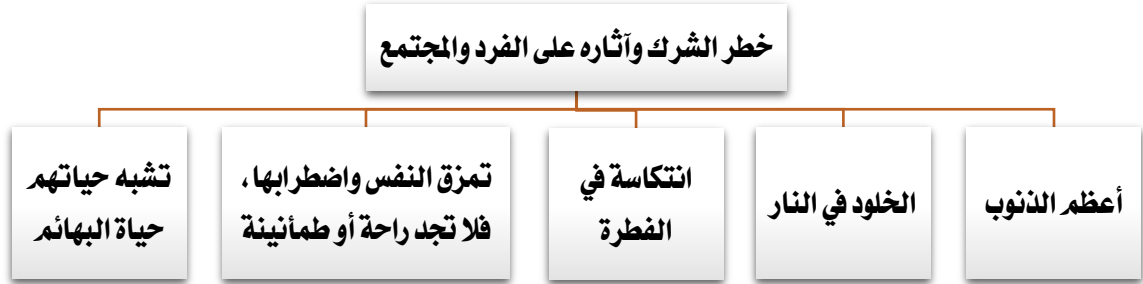 خطر الشرك وآثاره على الفرد والمجتمع
أعظم الذنوب
الخلود في النار
انتكاسة في
الفطرة
تمزق النفس واضطرابها ،
فلا تجد راحة أو طمأنينة
تشبه حياتهم
حياة البهائم